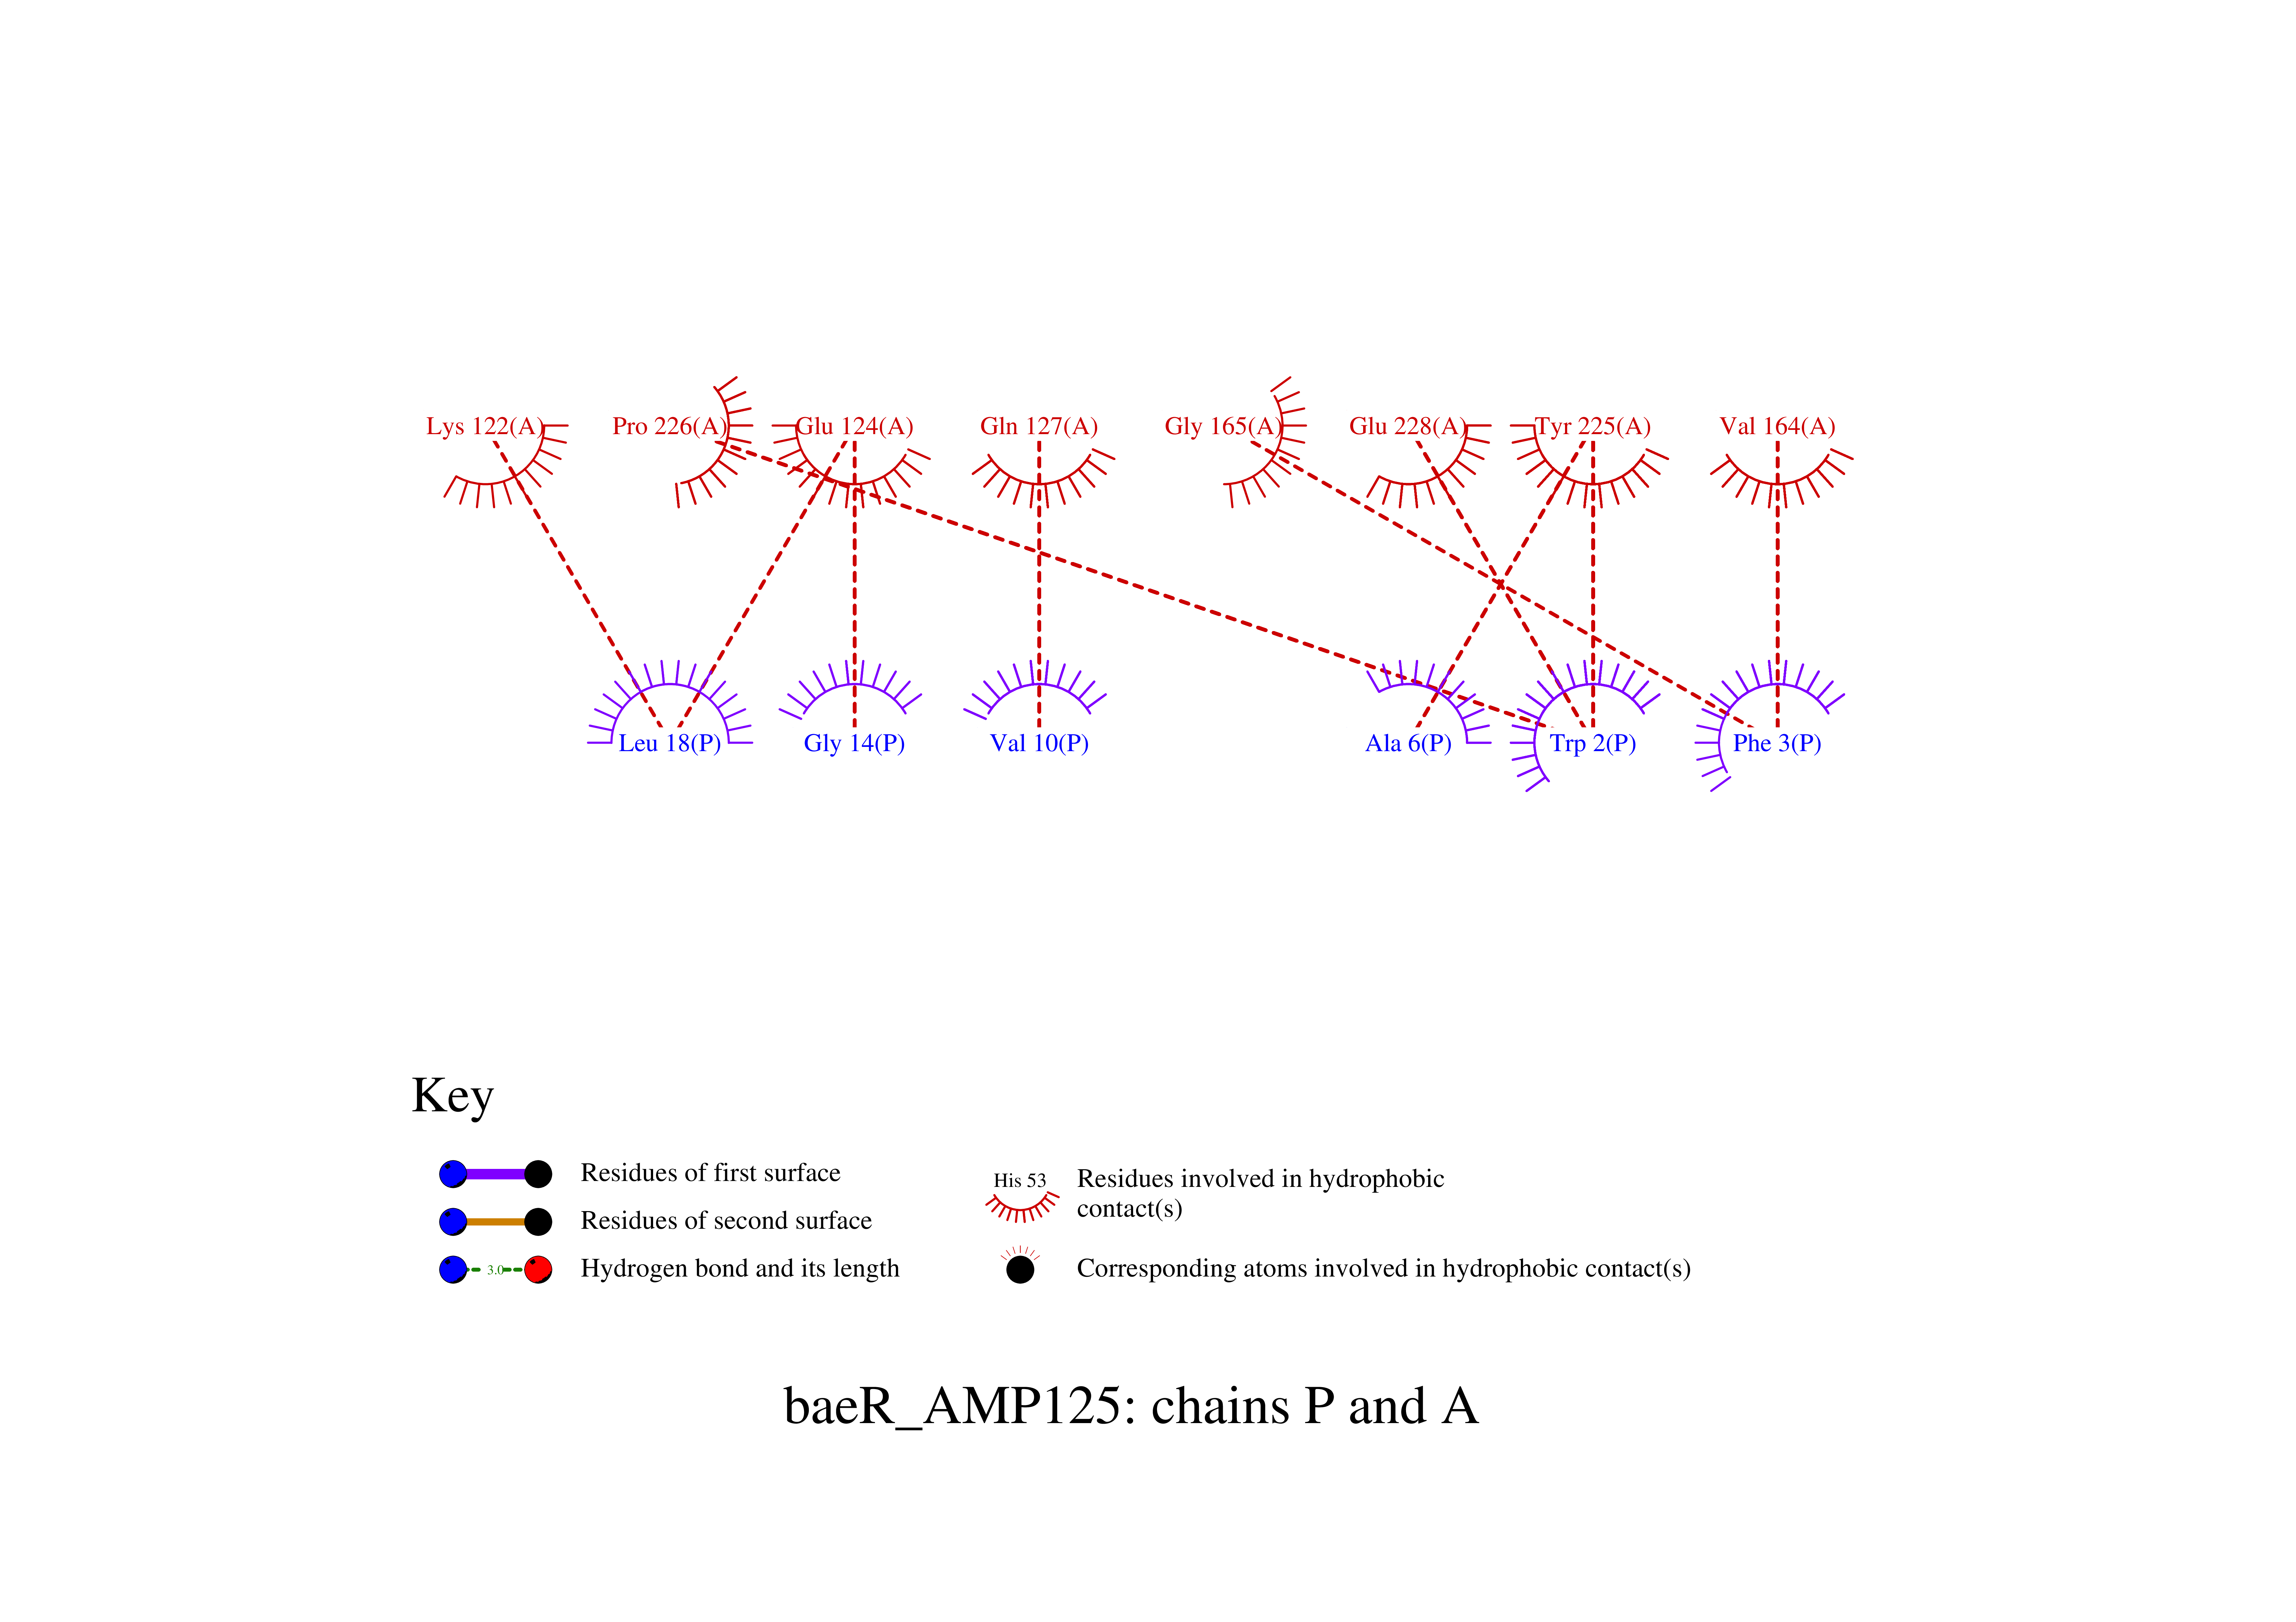 Lys 122(A) Pro 226(A) Glu 124(A) Gln 127(A) Gly 165(A) Glu 228(A) Tyr 225(A) Val 164(A)
Leu 18(P) Gly 14(P) Val 10(P) Ala 6(P) Trp 2(P) Phe 3(P)
Key
Residues of first surface
Residues of second surface
3.0 Hydrogen bond and its length
His 53 Residues involved in hydrophobic
contact(s)
Corresponding atoms involved in hydrophobic contact(s)
baeR_AMP125: chains P and A